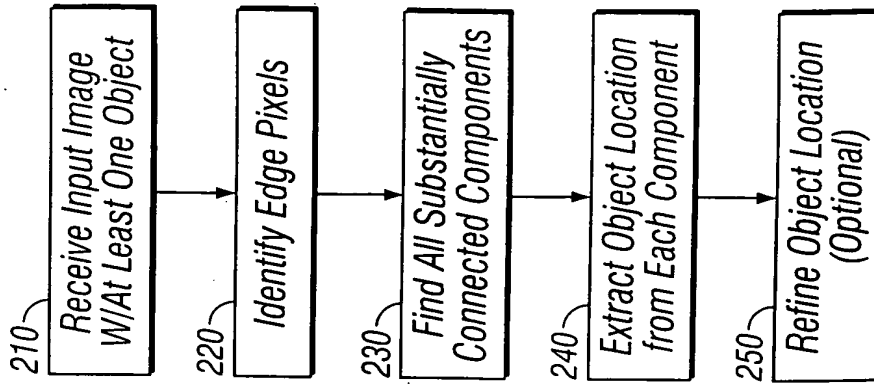 210
Receive Input Image
W/At Least One Object
220
Identify Edge Pixels
230
Find All Substantially
Connected Components
240
Extract Object Location
from Each Component
250
Refine Object Location
(Optional)